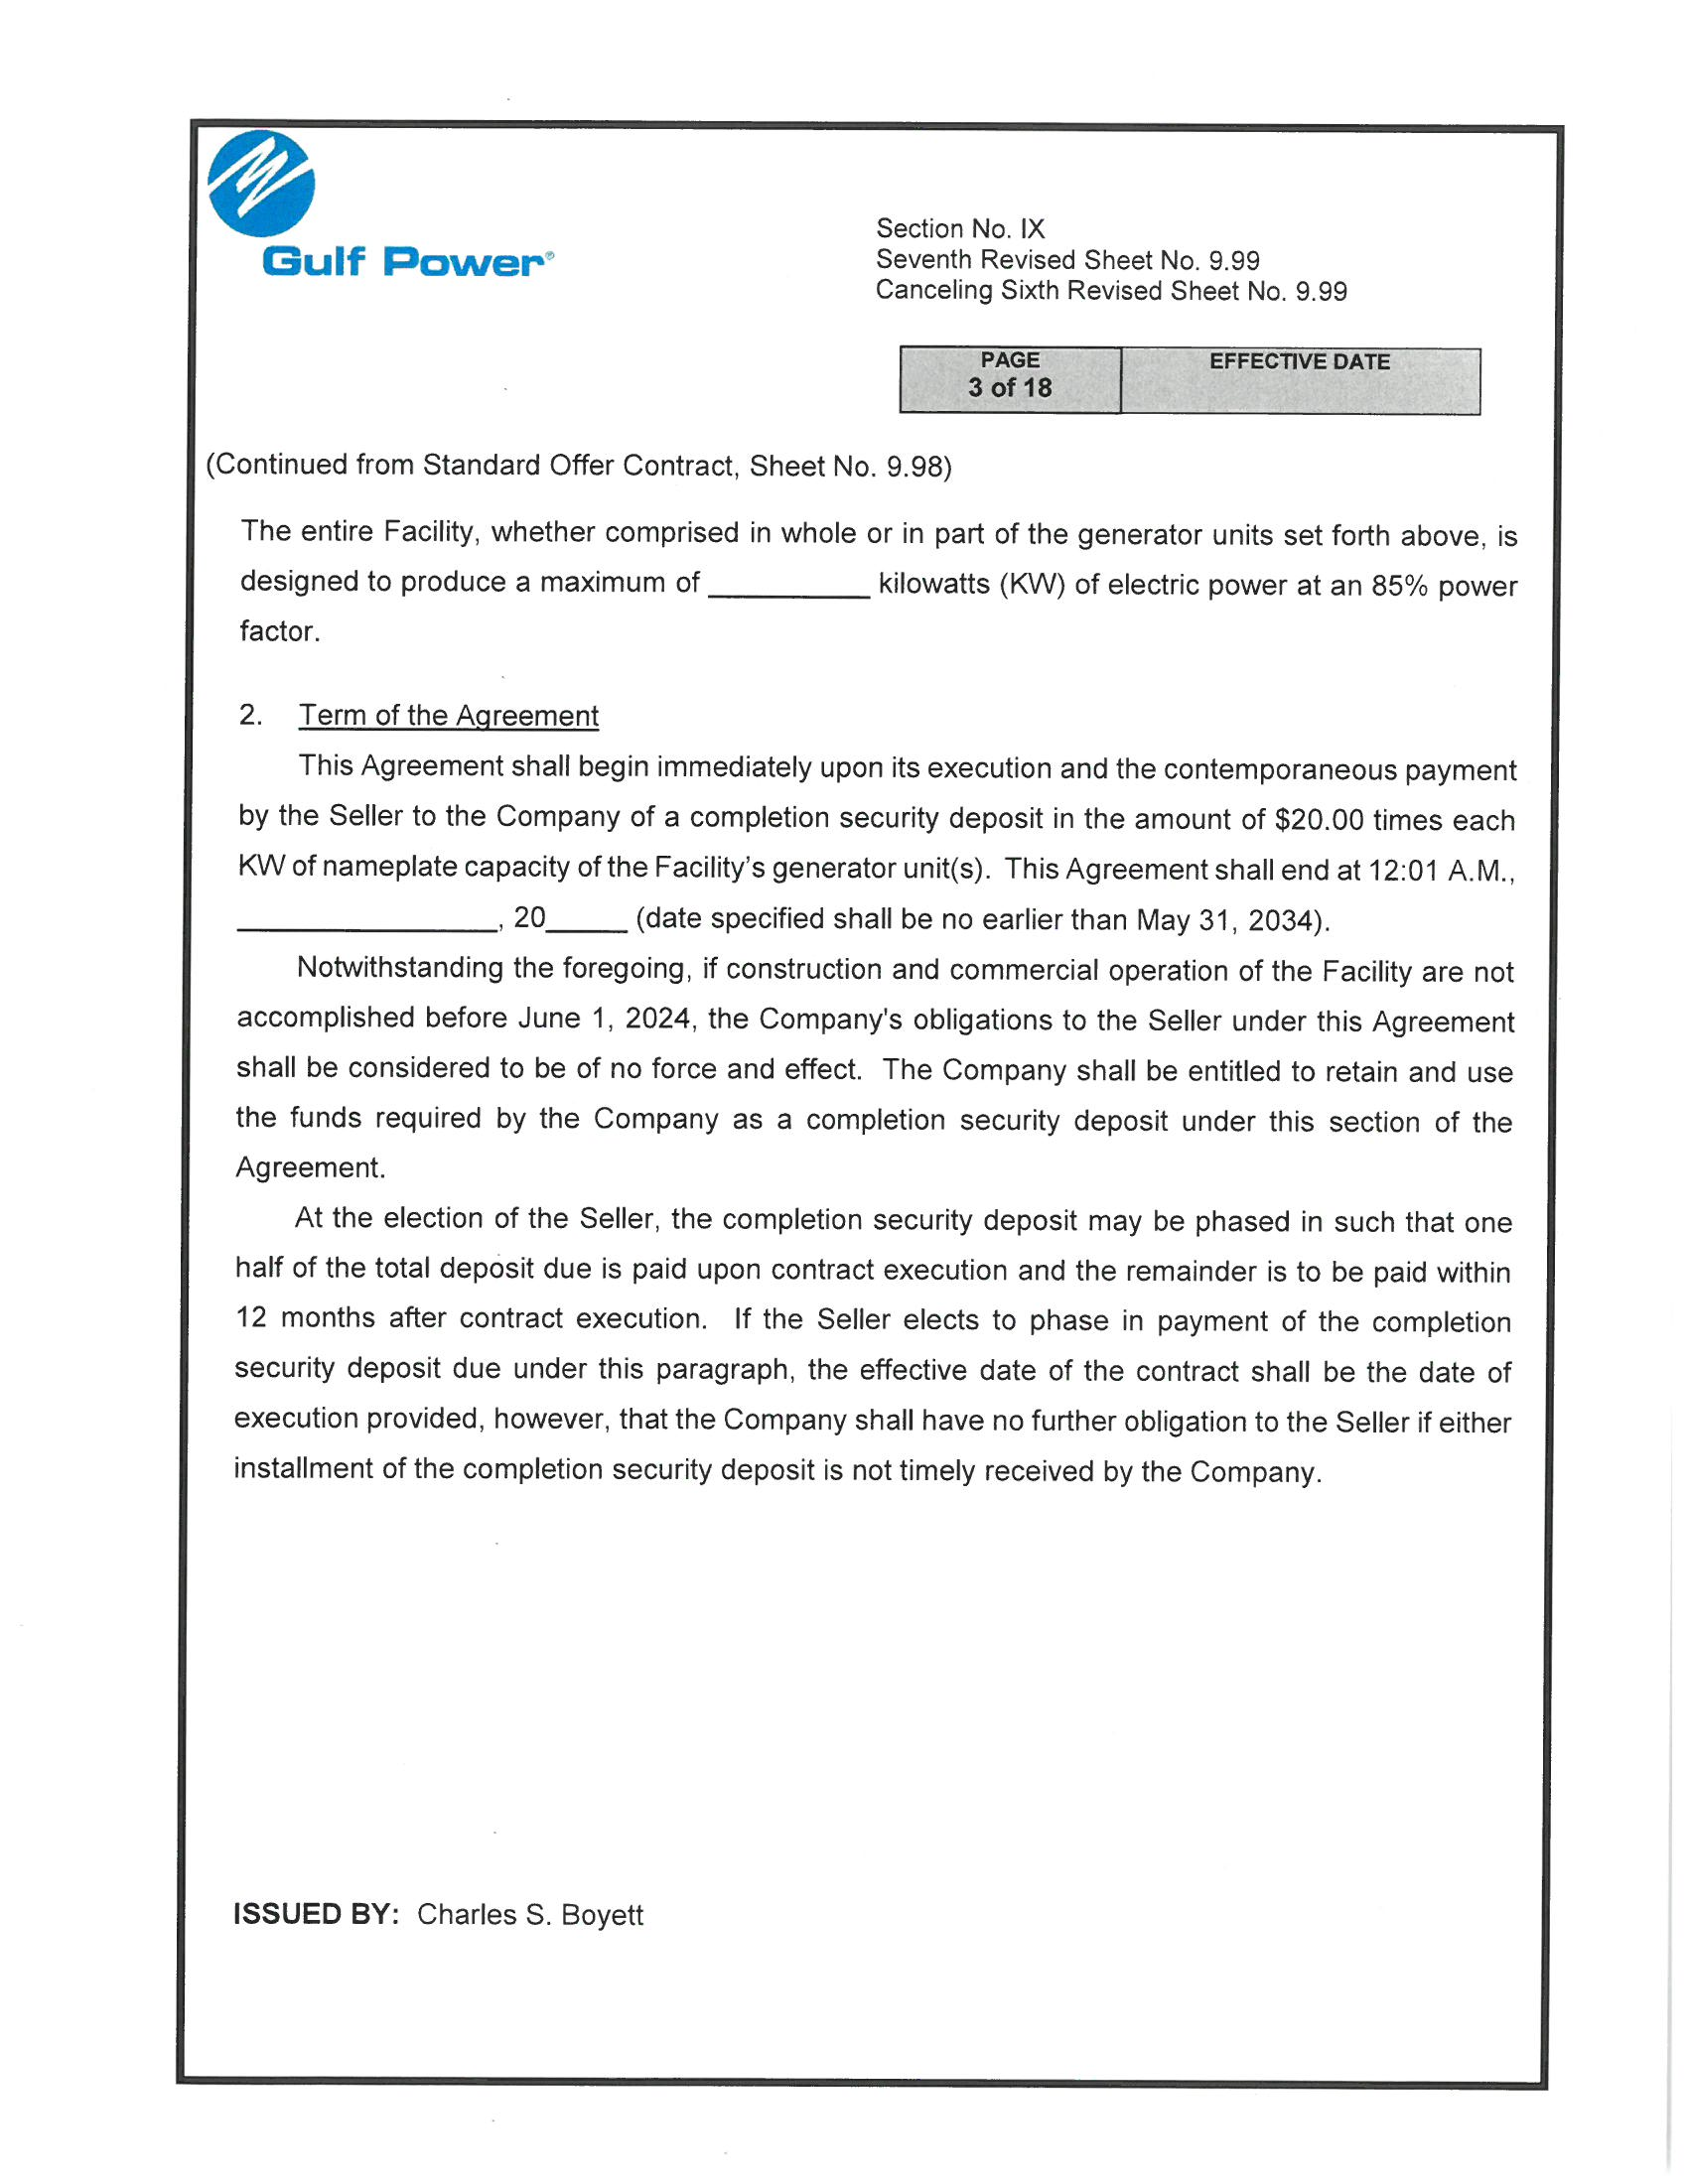 Gulf Power®
Section No. IX
Seventh Revised Sheet No. 9.99
Canceling Sixth Revised Sheet No. 9.99
PAGE
3 of 18
EFFECTIVE DATE
(Continued from Standard Offer Contract, Sheet No. 9.98)
The entire Facility, whether comprised in whole or in part of the generator units set forth above, is
designed to produce a maximum of __________ kilowatts (KW) of electric power at an 85% power
factor.
2. Term of the Agreement
This Agreement shall begin immediately upon its execution and the contemporaneous payment
by the Seller to the Company of a completion security deposit in the amount of $20.00 times each
KW of nameplate capacity of the Facility's generator unit(s). This Agreement shall end at 12:01 A.M.,
________________, 20_____ (date specified shall be no earlier than May 31, 2034).
Notwithstanding the foregoing, if construction and commercial operation of the Facility are not
accomplished before June 1, 2024, the Company's obligations to the Seller under this Agreement
shall be considered to be of no force and effect. The Company shall be entitled to retain and use
the funds required by the Company as a completion security deposit under this section of the
Agreement.
At the election of the Seller, the completion security deposit may be phased in such that one
half of the total deposit due is paid upon contract execution and the remainder is to be paid within
12 months after contract execution. If the Seller elects to phase in payment of the completion
security deposit due under this paragraph, the effective date of the contract shall be the date of
execution provided, however, that the Company shall have no further obligation to the Seller if either
installment of the completion security deposit is not timely received by the Company.
ISSUED BY: Charles S. Boyett